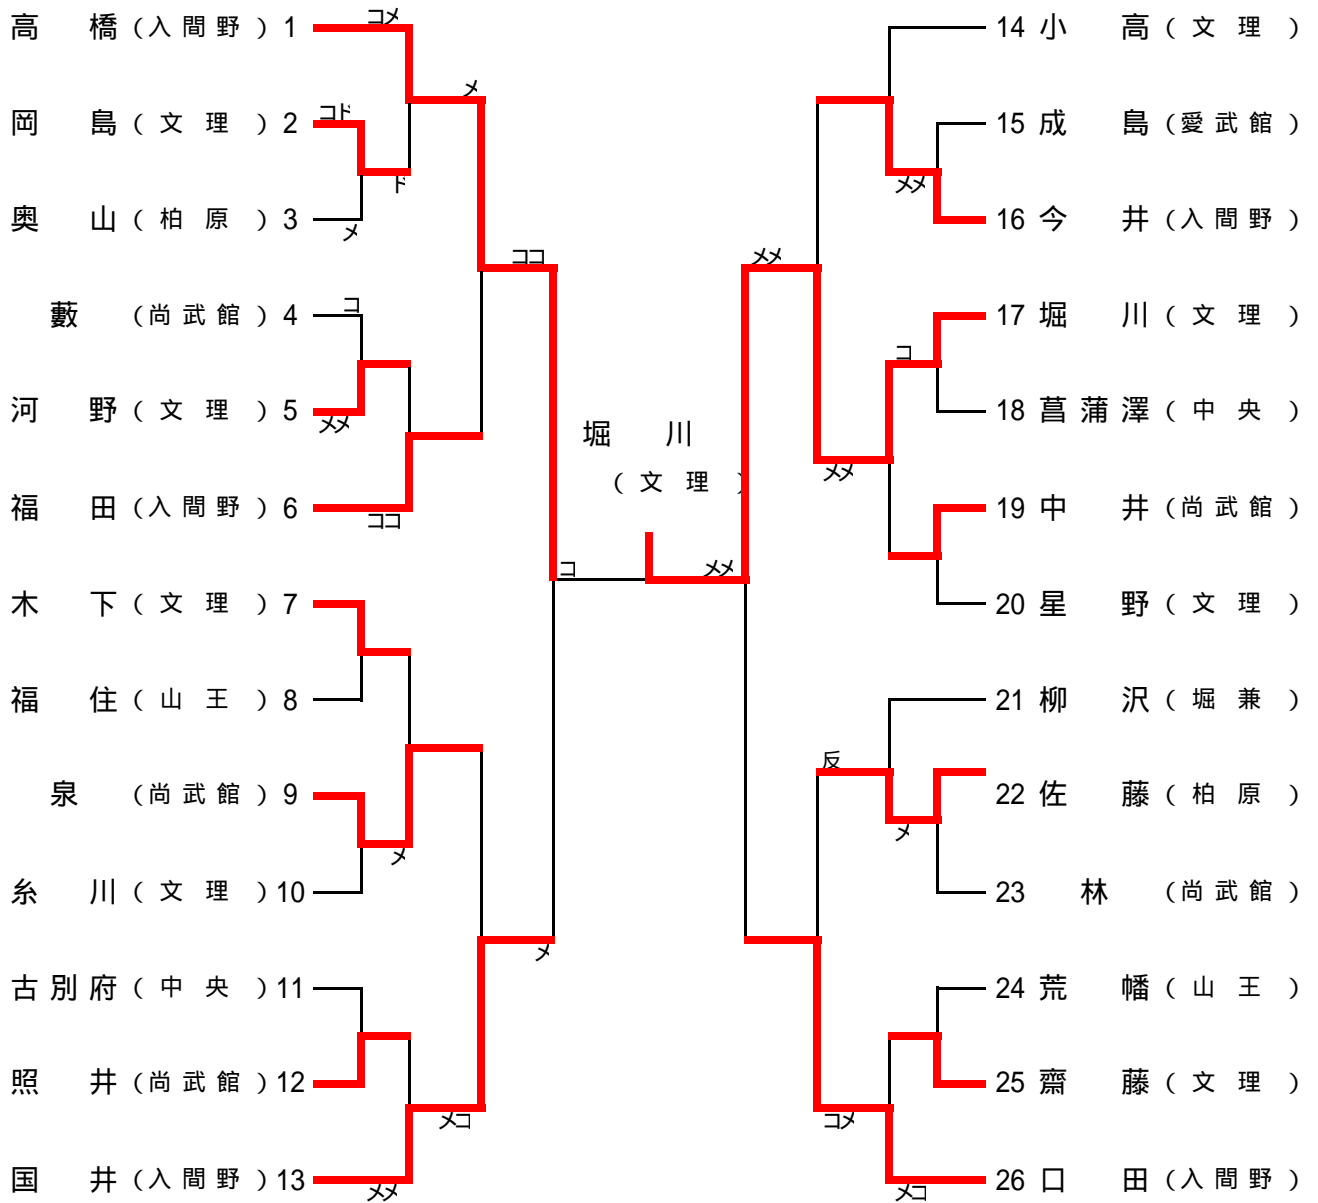 コメ
高橋（入間野）1
14 小高（文理）
メ
コド
岡島（文理）2
15 成島（愛武館）
ド
メメ
奥山（柏原）3
16 今井（入間野）
メ
ココ
メメ
コ
藪（尚武館）4
17 堀川（文理）
コ
河野（文理）5
18 菖蒲澤（中央）
メメ
堀川
メメ
（文理）
福田（入間野）6
19 中井（尚武館）
ココ
コ
メメ
木下（文理）7
20 星野（文理）
福住（山王）8
21 柳沢（堀兼）
反
泉（尚武館）9
22 佐藤（柏原）
メ
メ
糸川（文理）10
23 林（尚武館）
メ
古別府（中央）11
24 荒幡（山王）
照井（尚武館）12
25 齋藤（文理）
メコ
コメ
国井（入間野）13
26 口田（入間野）
メメ
メコ